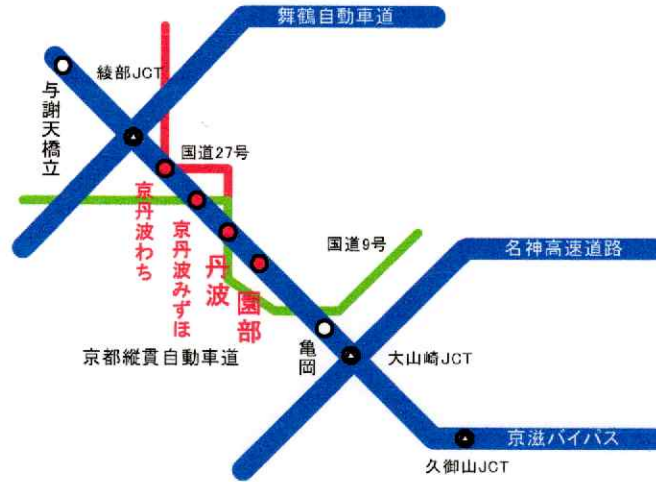 舞鶴自動車道
綾部JCT
与謝天橋立
国道27号
京丹波わち
京丹波みずほ
丹波
園部
国道9号
名神高速道路
亀岡
京都縦貫自動車道
大山崎JCT
京滋バイパス
久御山JCT